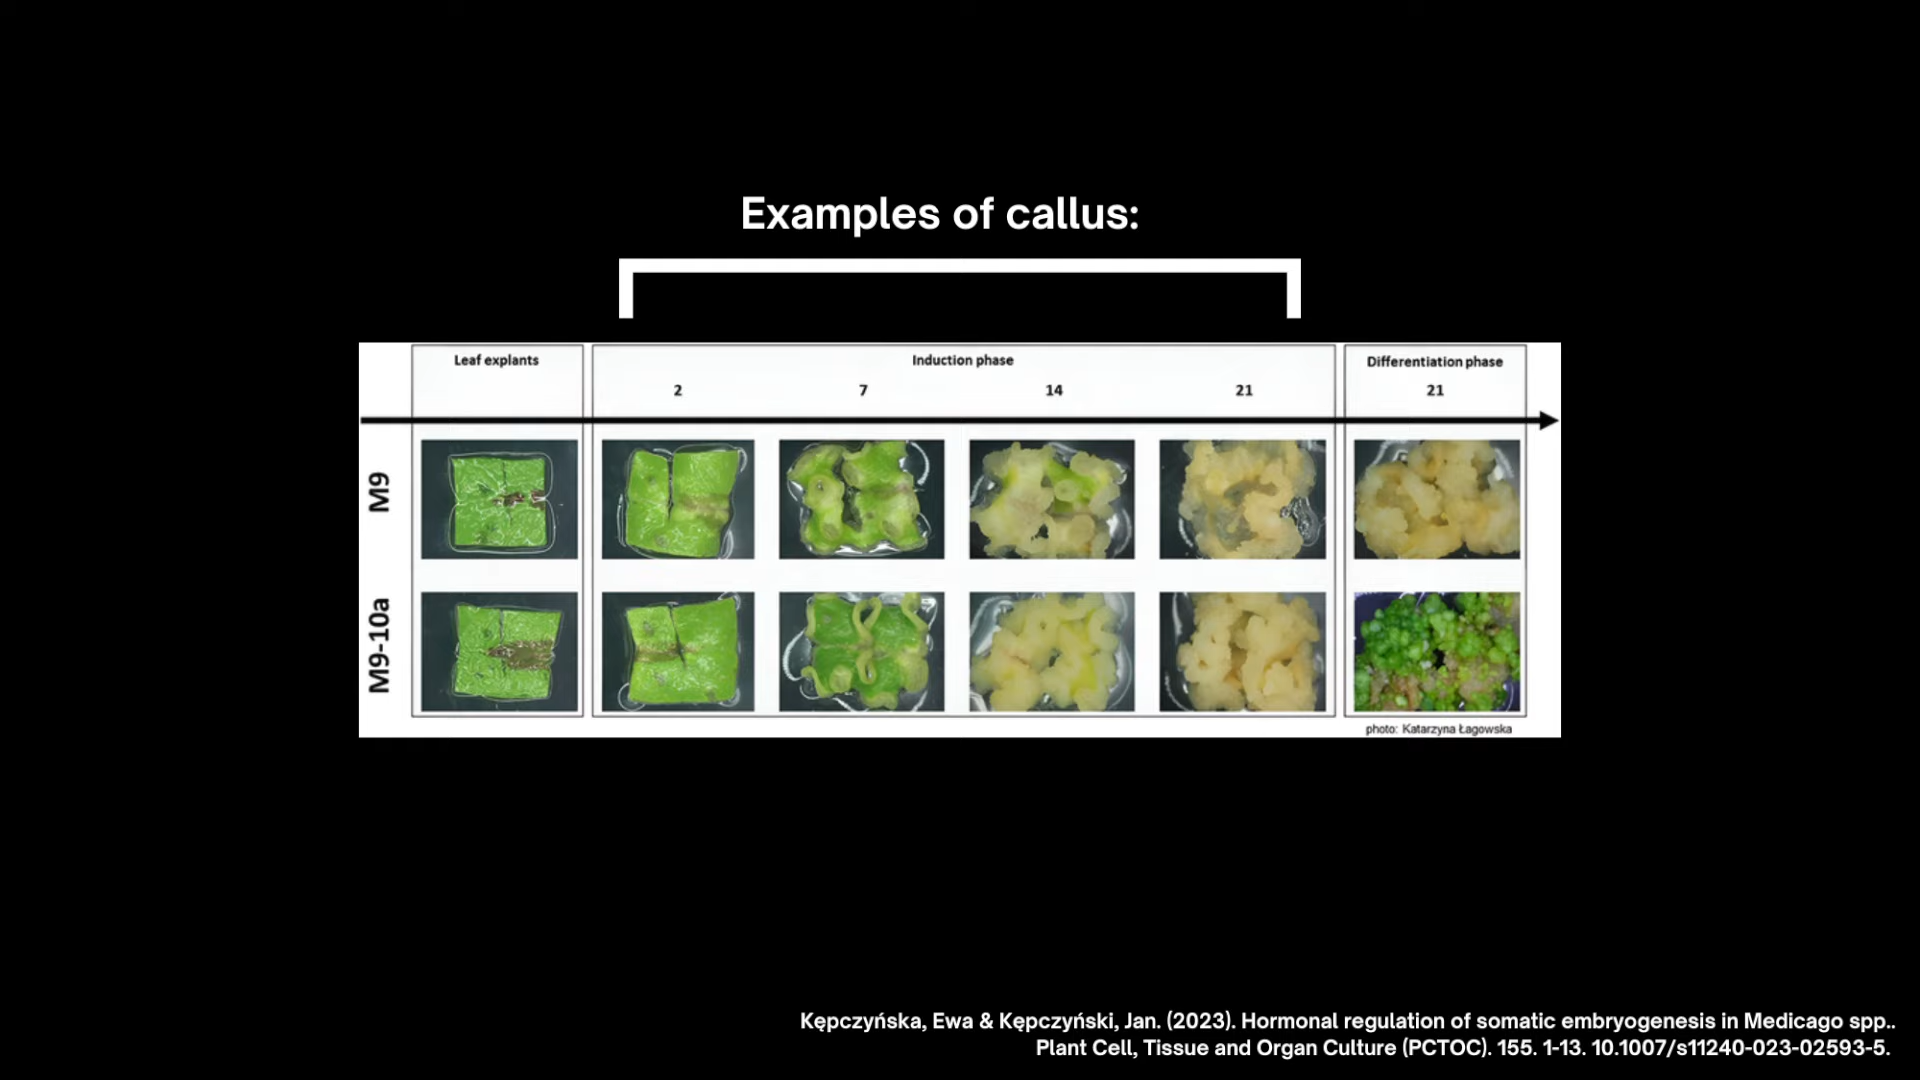 Examples of callus:
Leaf explants
Induction phase
Differentiation phase
2 7 14 21 21
M9
M9-10a
photo: Katarzyna Łagowska
Kępczyńska, Ewa & Kępczyński, Jan. (2023). Hormonal regulation of somatic embryogenesis in Medicago spp..
Plant Cell, Tissue and Organ Culture (PCTOC). 155. 1-13. 10.1007/s11240-023-02593-5.